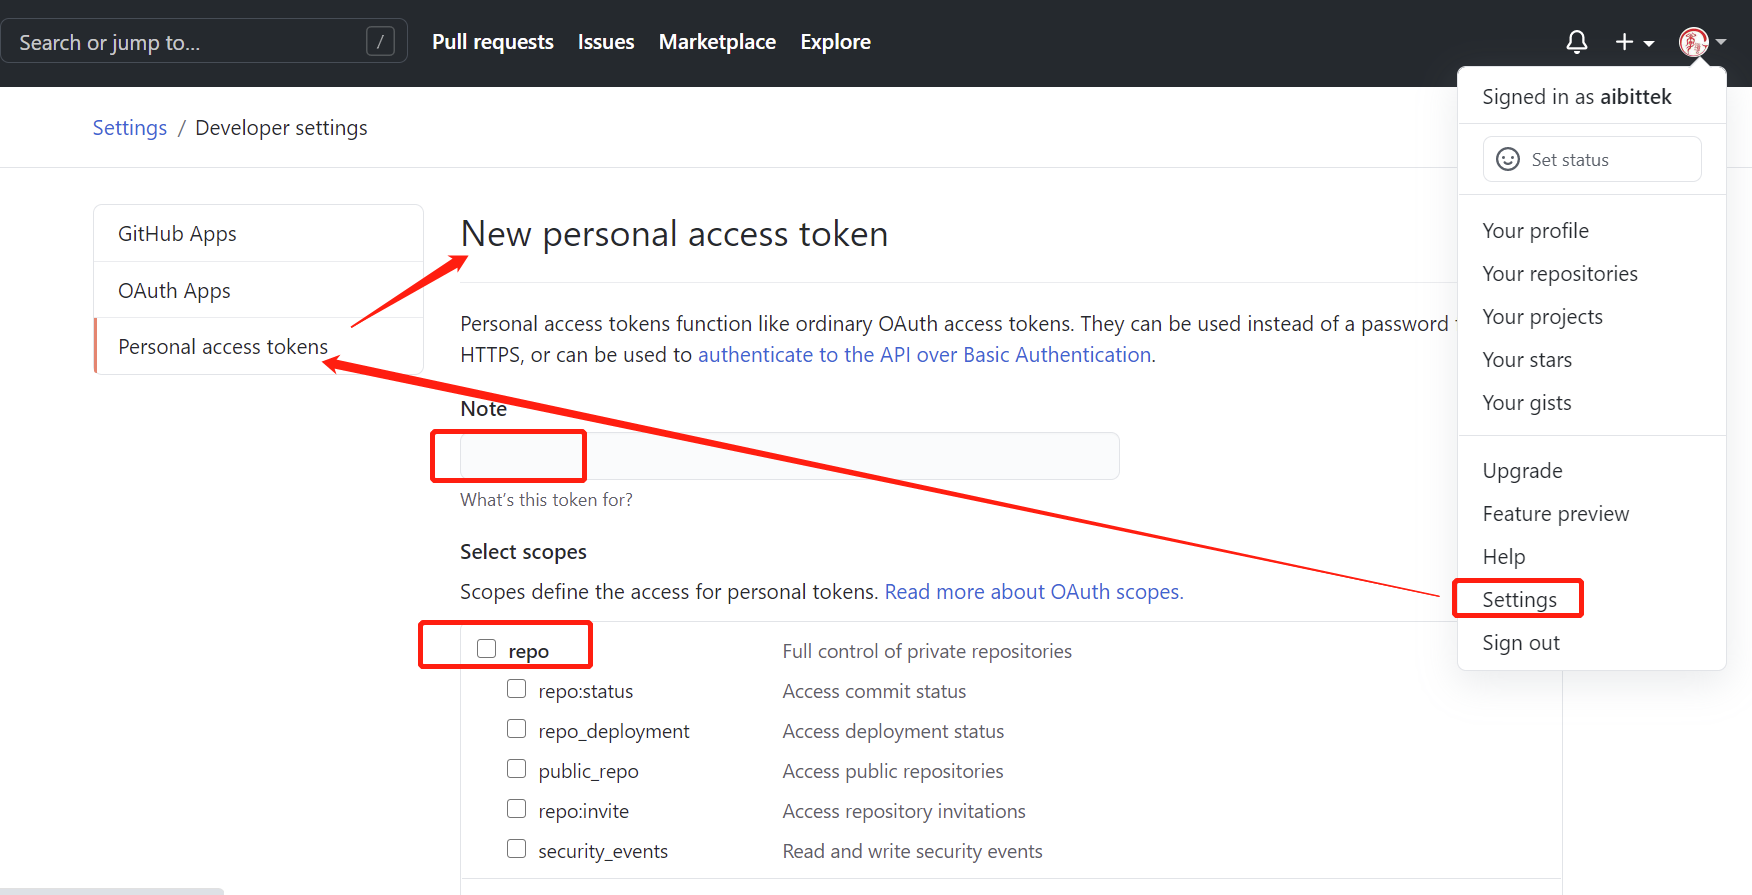 Search or jump to...
/
Pull requests
Issues
Marketplace
Explore
Signed in as aibittek
Set status
Your profile
Your repositories
Your projects
Your stars
Your gists
Upgrade
Feature preview
Help
Settings
Sign out
Settings / Developer settings
GitHub Apps
OAuth Apps
Personal access tokens
New personal access token
Personal access tokens function like ordinary OAuth access tokens. They can be used instead of a password
HTTPS, or can be used to authenticate to the API over Basic Authentication.
Note
What's this token for?
Select scopes
Scopes define the access for personal tokens. Read more about OAuth scopes.
repo Full control of private repositories
repo:status Access commit status
repo_deployment Access deployment status
public_repo Access public repositories
repo:invite Access repository invitations
security_events Read and write security events